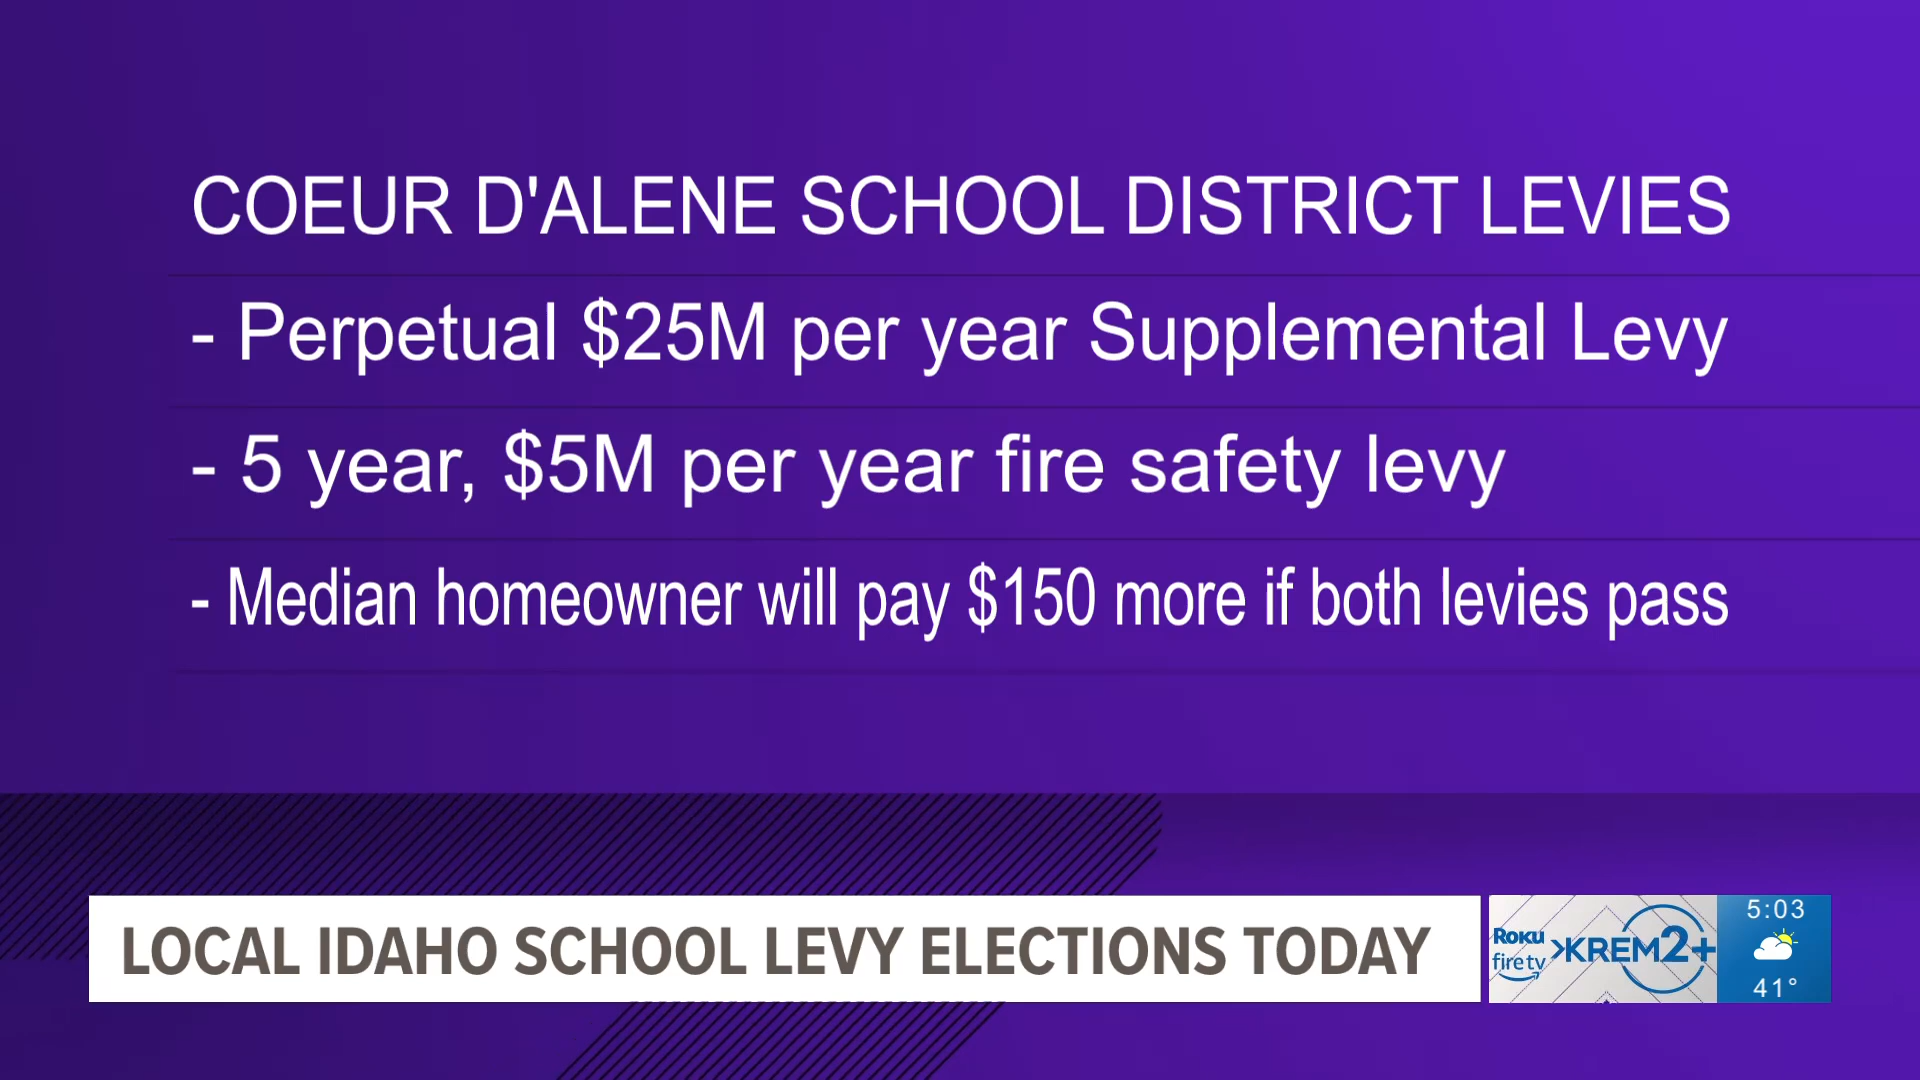 COEUR D'ALENE SCHOOL DISTRICT LEVIES
- Perpetual $25M per year Supplemental Levy
- 5 year, $5M per year fire safety levy
- Median homeowner will pay $150 more if both levies pass
LOCAL IDAHO SCHOOL LEVY ELECTIONS TODAY
Roku
fire tv
KREM2+
5:03
41°